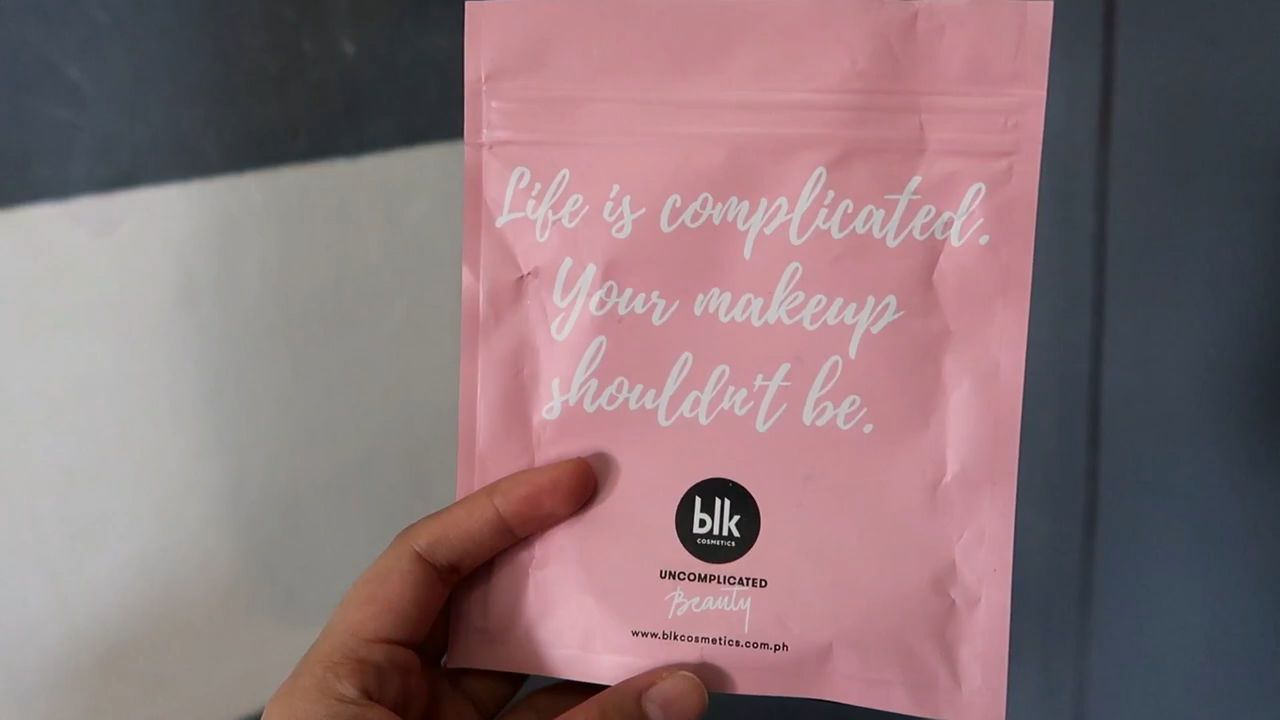 Life is complicated.
Your makeup
shouldn't be.
blk
COSMETICS
UNCOMPLICATED
Beauty
www.blkcosmetics.com.ph